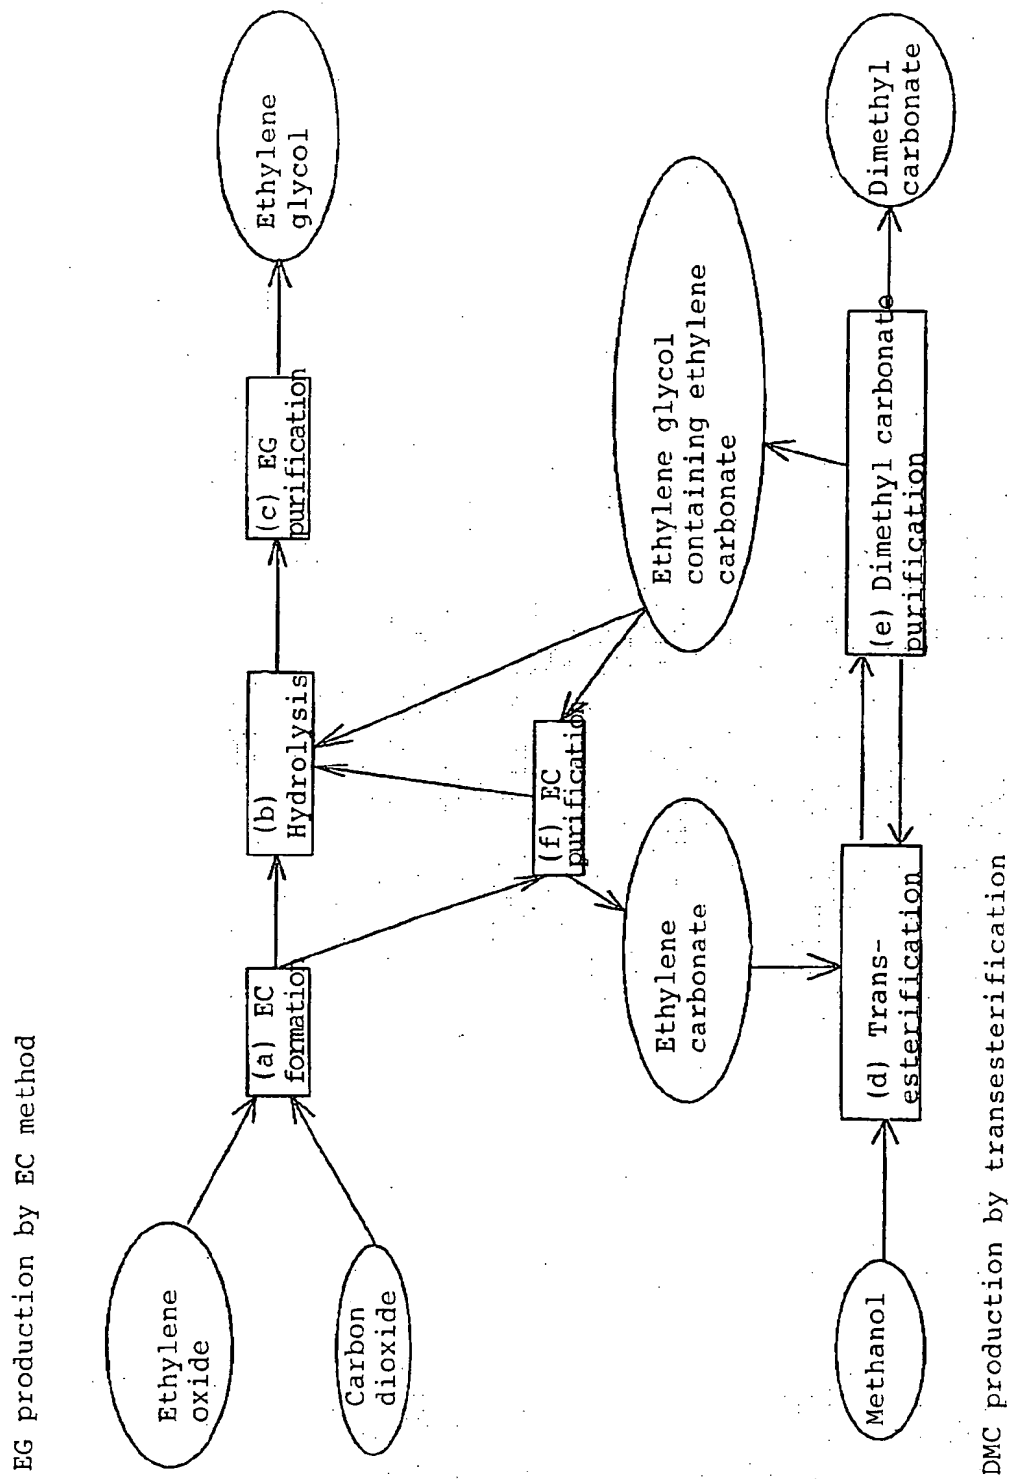 EG production by EC method
Ethylene
oxide
Carbon
dioxide
(a) EC
formation
(b)
Hydrolysis
(c) EG
purification
Ethylene
glycol
(f) EC
purification
Ethylene
carbonate
Ethylene glycol
containing ethylene
carbonate
Methanol
(d) Trans-
esterification
(e) Dimethyl carbonate
purification
Dimethyl
carbonate
DMC production by transesterification